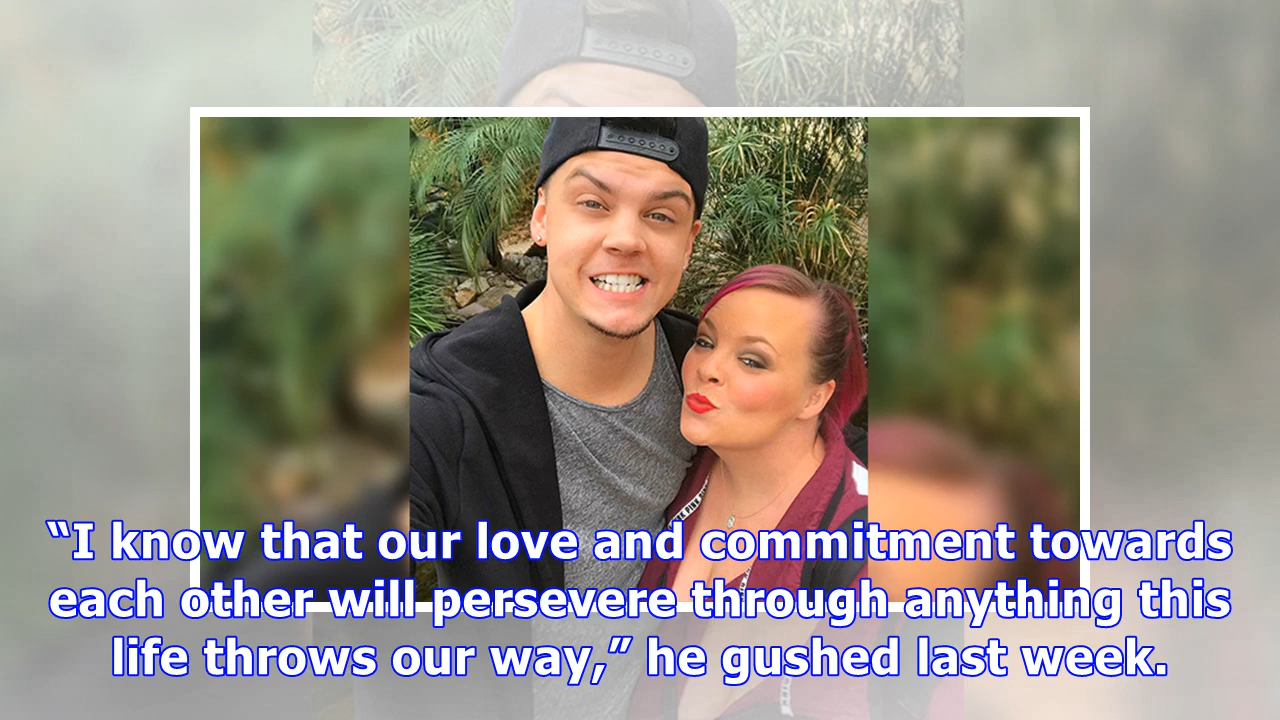 “I know that our love and commitment towards
each other will persevere through anything this
life throws our way,” he gushed last week.
PINK